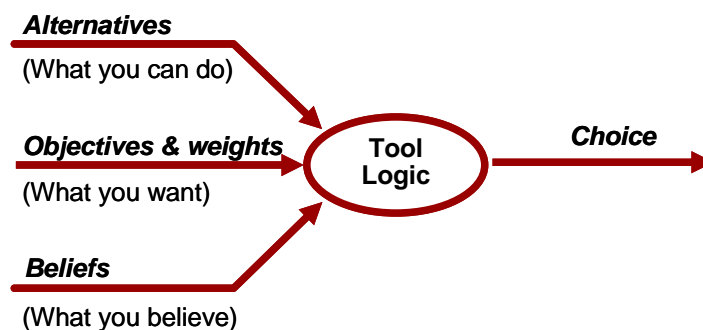 Alternatives
(What you can do)
Objectives & weights
(What you want)
Beliefs
(What you believe)
Tool
Logic
Choice